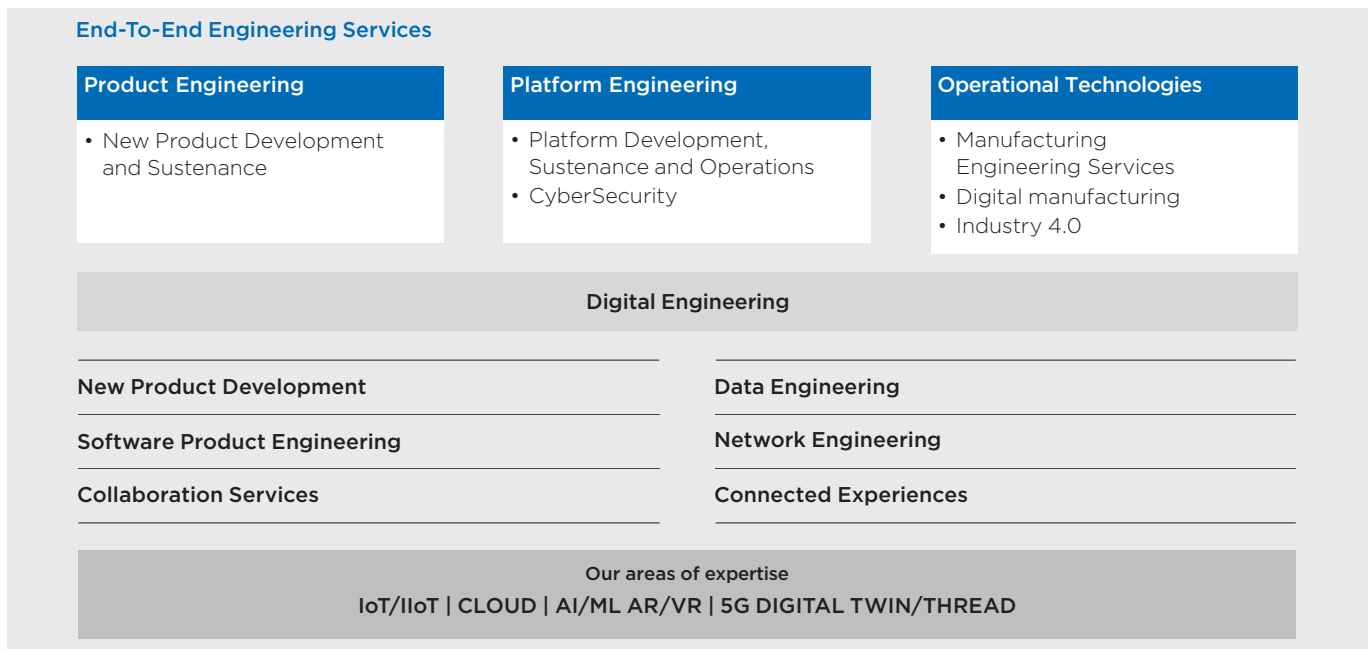 End-To-End Engineering Services
Product Engineering
• New Product Development
and Sustenance
Platform Engineering
• Platform Development,
Sustenance and Operations
• CyberSecurity
Operational Technologies
• Manufacturing
Engineering Services
• Digital manufacturing
• Industry 4.0
Digital Engineering
New Product Development
Software Product Engineering
Collaboration Services
Data Engineering
Network Engineering
Connected Experiences
Our areas of expertise
IoT/IIoT | CLOUD | AI/ML AR/VR | 5G DIGITAL TWIN/THREAD